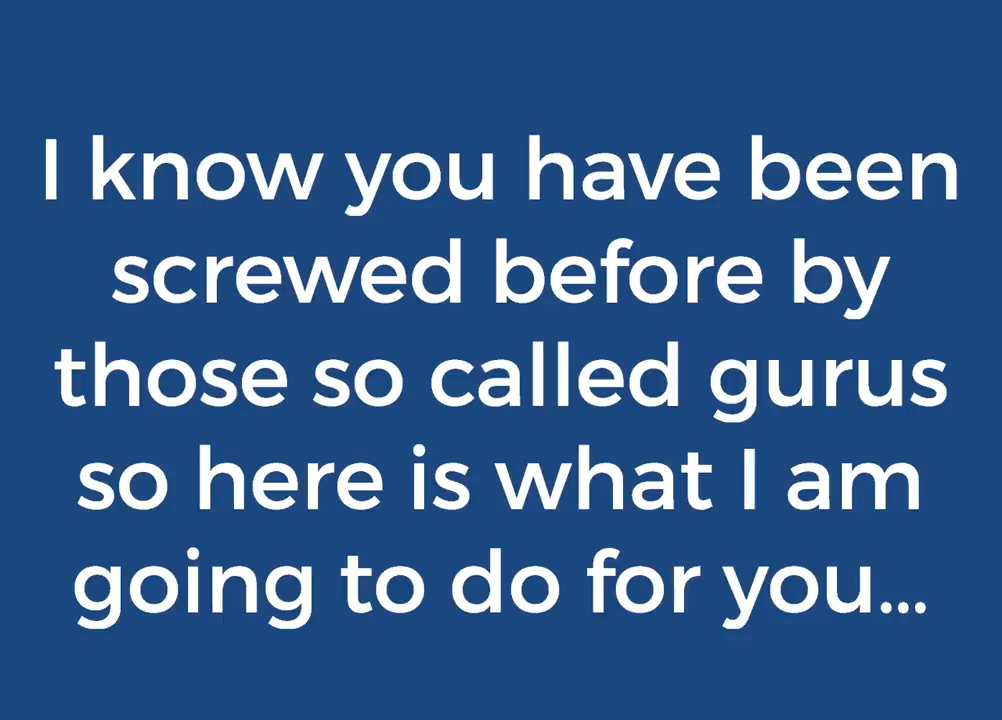 I know you have been
screwed before by
those so called gurus
so here is what I am
going to do for you...